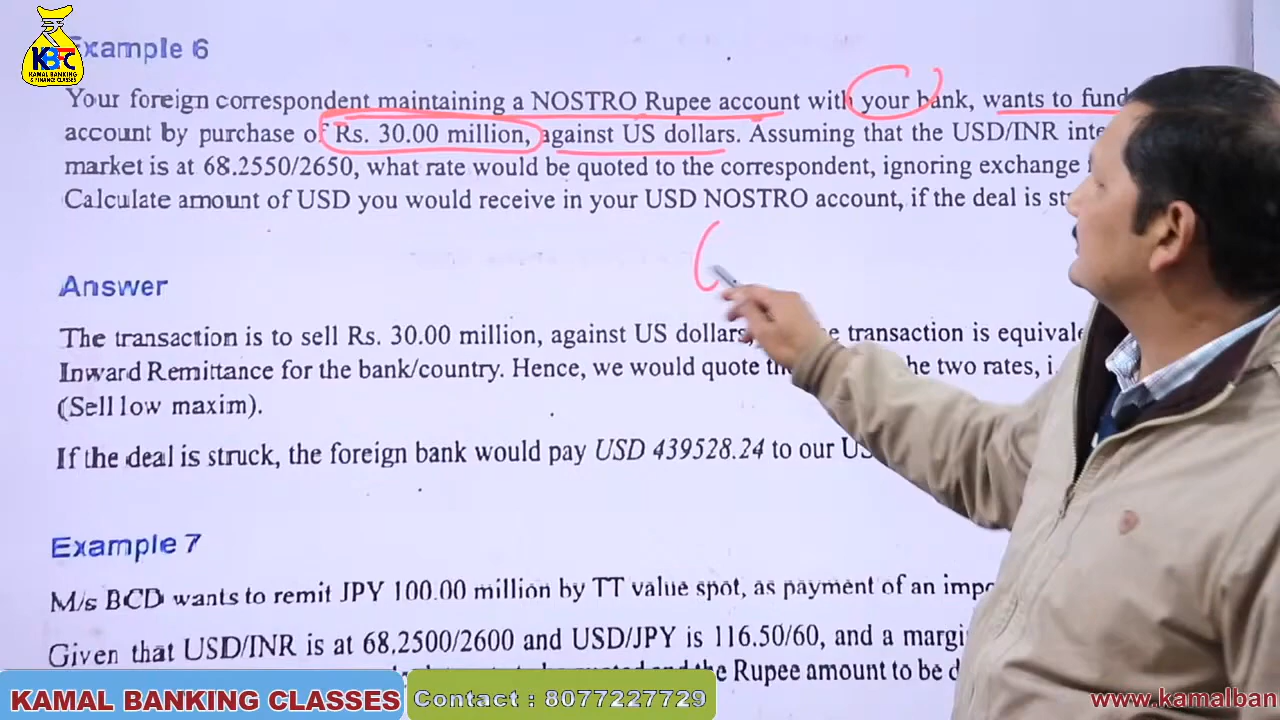 KBFC
KAMAL BANKING
& FINANCE CLASSES
Example 6
Your foreign correspondent maintaining a NOSTRO Rupee account with your bank, wants to fund
account by purchase of Rs. 30.00 million, against US dollars. Assuming that the USD/INR
market is at 68.2550/2650, what rate would be quoted to the correspondent, ignoring exchange
Calculate amount of USD you would receive in your USD NOSTRO account, if the deal is
Answer
The transaction is to sell Rs. 30.00 million, against US dollars, transaction is
Inward Remittance for the bank/country. Hence, we would quote he two rates, i.
(Sell low maxim).
If the deal is struck, the foreign bank would pay USD 439528.24 to our
Example 7
M/s BCD wants to remit JPY 100.00 million by TT value spot, as payment of an
Given that USD/INR is at 68.2500/2600 and USD/JPY is 116.50/60, and a
the Rupee amount to be
KAMAL BANKING CLASSES
Contact : 8077227729
www.kamalban